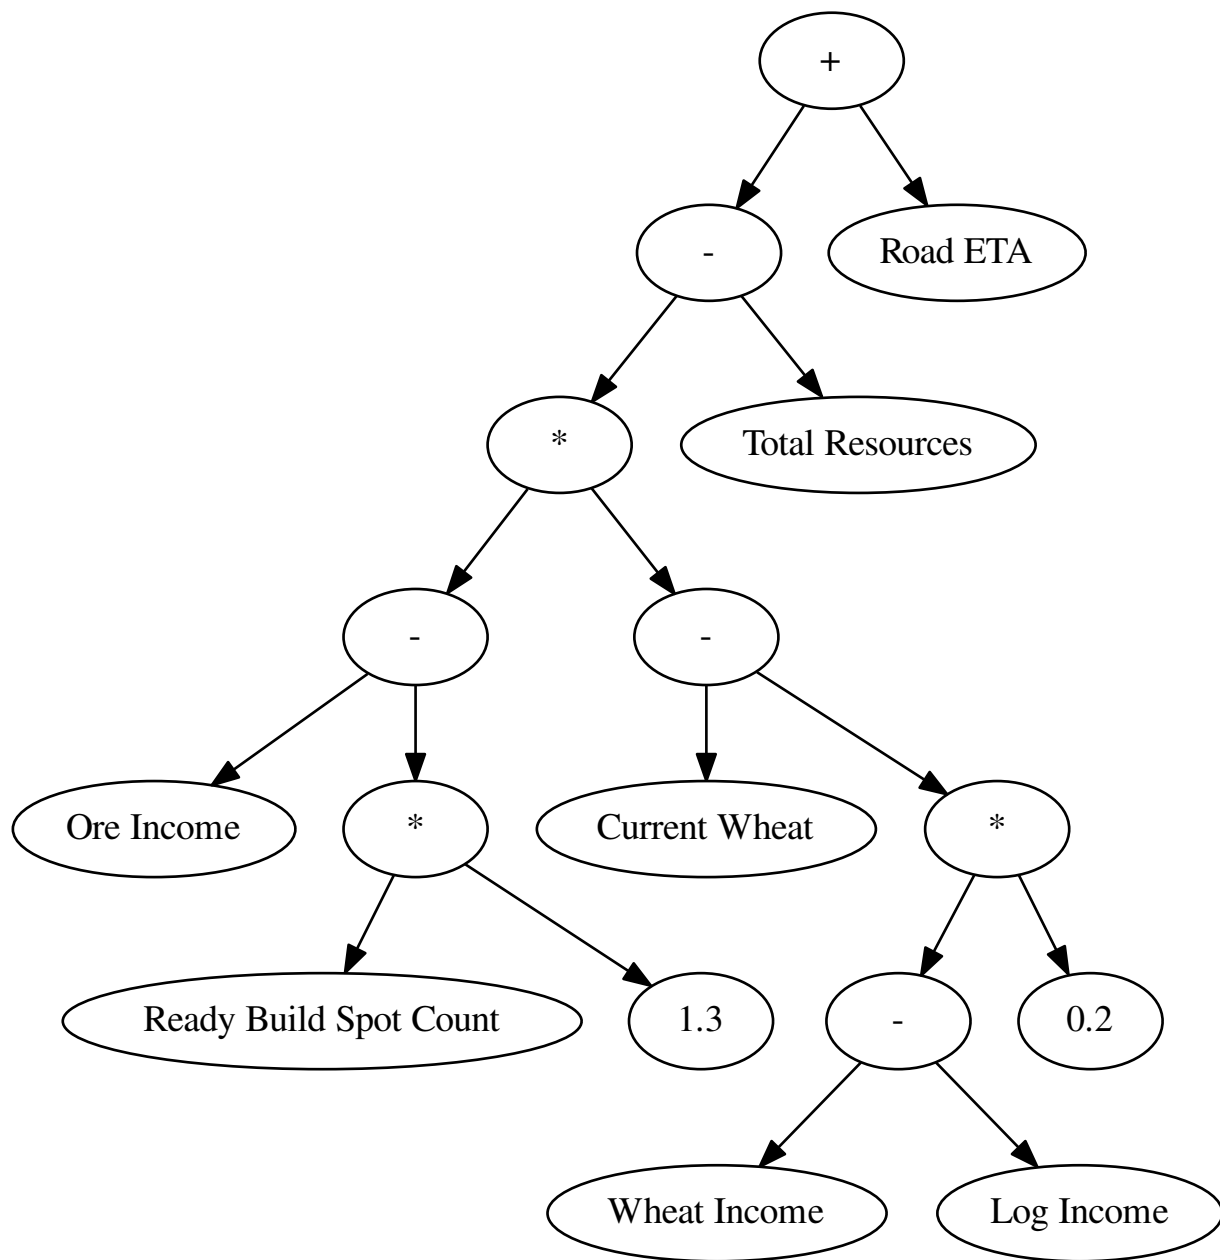 +
-
Road ETA
*
Total Resources
-
-
Ore Income
*
Current Wheat
*
Ready Build Spot Count
1.3
-
0.2
Wheat Income
Log Income